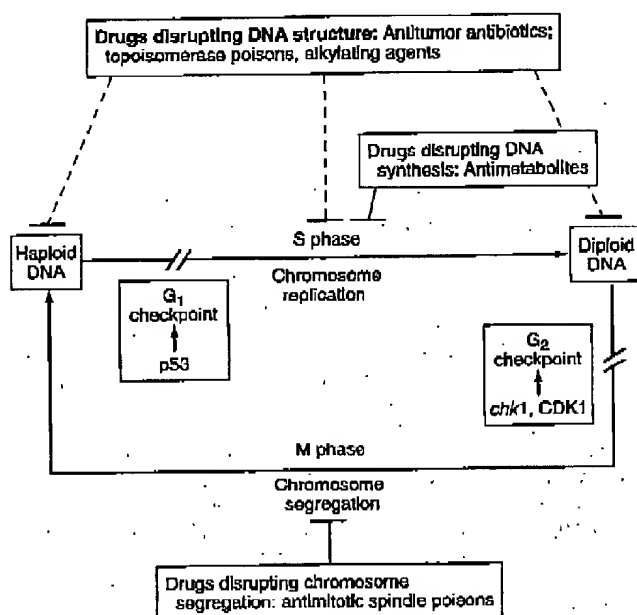 Drugs disrupting DNA structure: Antitumor antibiotics;
topoisomerase poisons, alkylating agents
Drugs disrupting DNA
synthesis: Antimetabolites
S phase
Haploid
DNA
Diploid
DNA
Chromosome
replication
G1
checkpoint
p53
G2
checkpoint
chk1, CDK1
M phase
Chromosome
segregation
Drugs disrupting chromosome
segregation: antimitotic spindle poisons